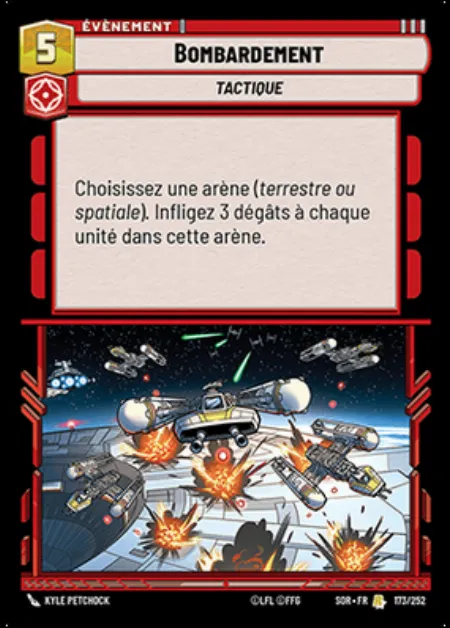 5
ÉVÈNEMENT
BOMBARDEMENT
TACTIQUE
Choisissez une arène (terrestre ou
spatiale). Infligez 3 dégâts à chaque
unité dans cette arène.
KYLE PETCHOCK
©LFL ©FFG
SOR • FR
173/252